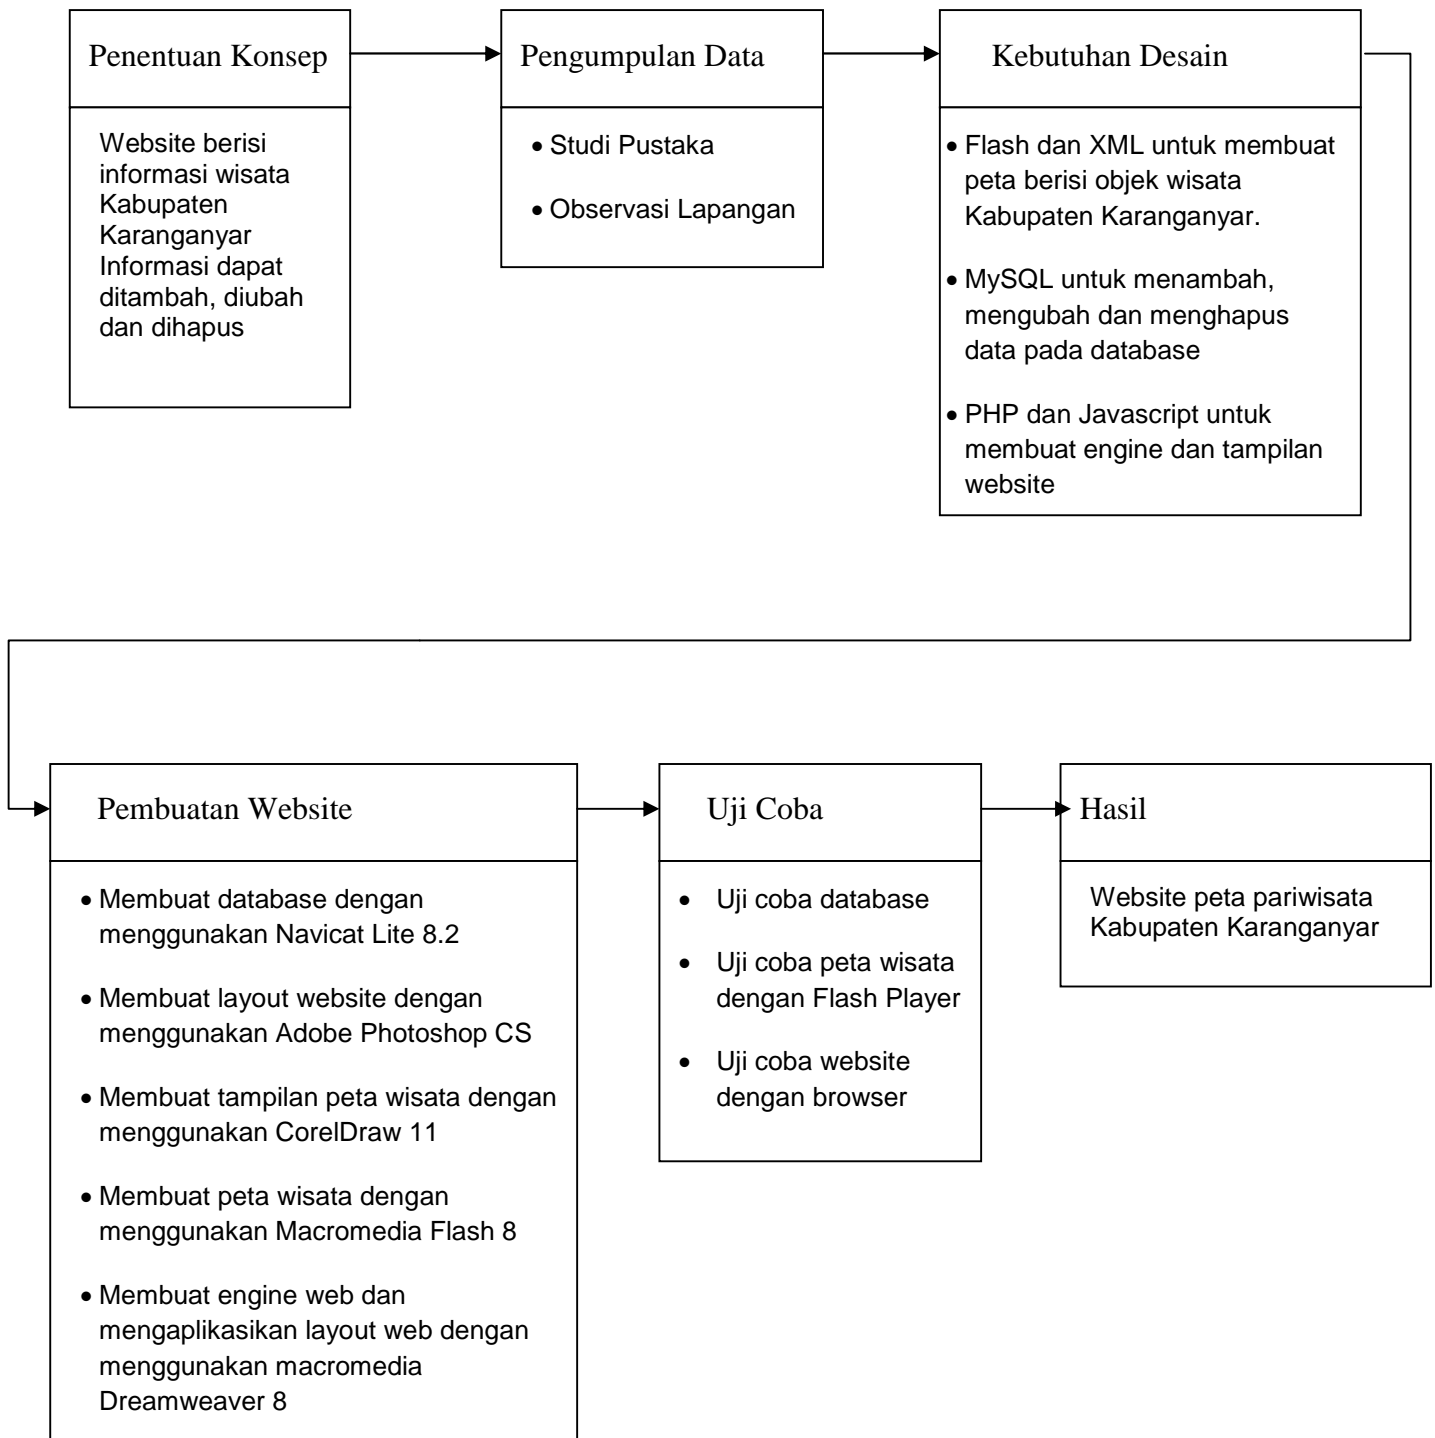 Penentuan Konsep
Website berisi
informasi wisata
Kabupaten
Karanganyar
Informasi dapat
ditambah, diubah
dan dihapus
Pengumpulan Data
• Studi Pustaka
• Observasi Lapangan
Kebutuhan Desain
• Flash dan XML untuk membuat
peta berisi objek wisata
Kabupaten Karanganyar.
• MySQL untuk menambah,
mengubah dan menghapus
data pada database
• PHP dan Javascript untuk
membuat engine dan tampilan
website
Pembuatan Website
• Membuat database dengan
menggunakan Navicat Lite 8.2
• Membuat layout website dengan
menggunakan Adobe Photoshop CS
• Membuat tampilan peta wisata dengan
menggunakan CorelDraw 11
• Membuat peta wisata dengan
menggunakan Macromedia Flash 8
• Membuat engine web dan
mengaplikasikan layout web dengan
menggunakan macromedia
Dreamweaver 8
Uji Coba
• Uji coba database
• Uji coba peta wisata
dengan Flash Player
• Uji coba website
dengan browser
Hasil
Website peta pariwisata
Kabupaten Karanganyar